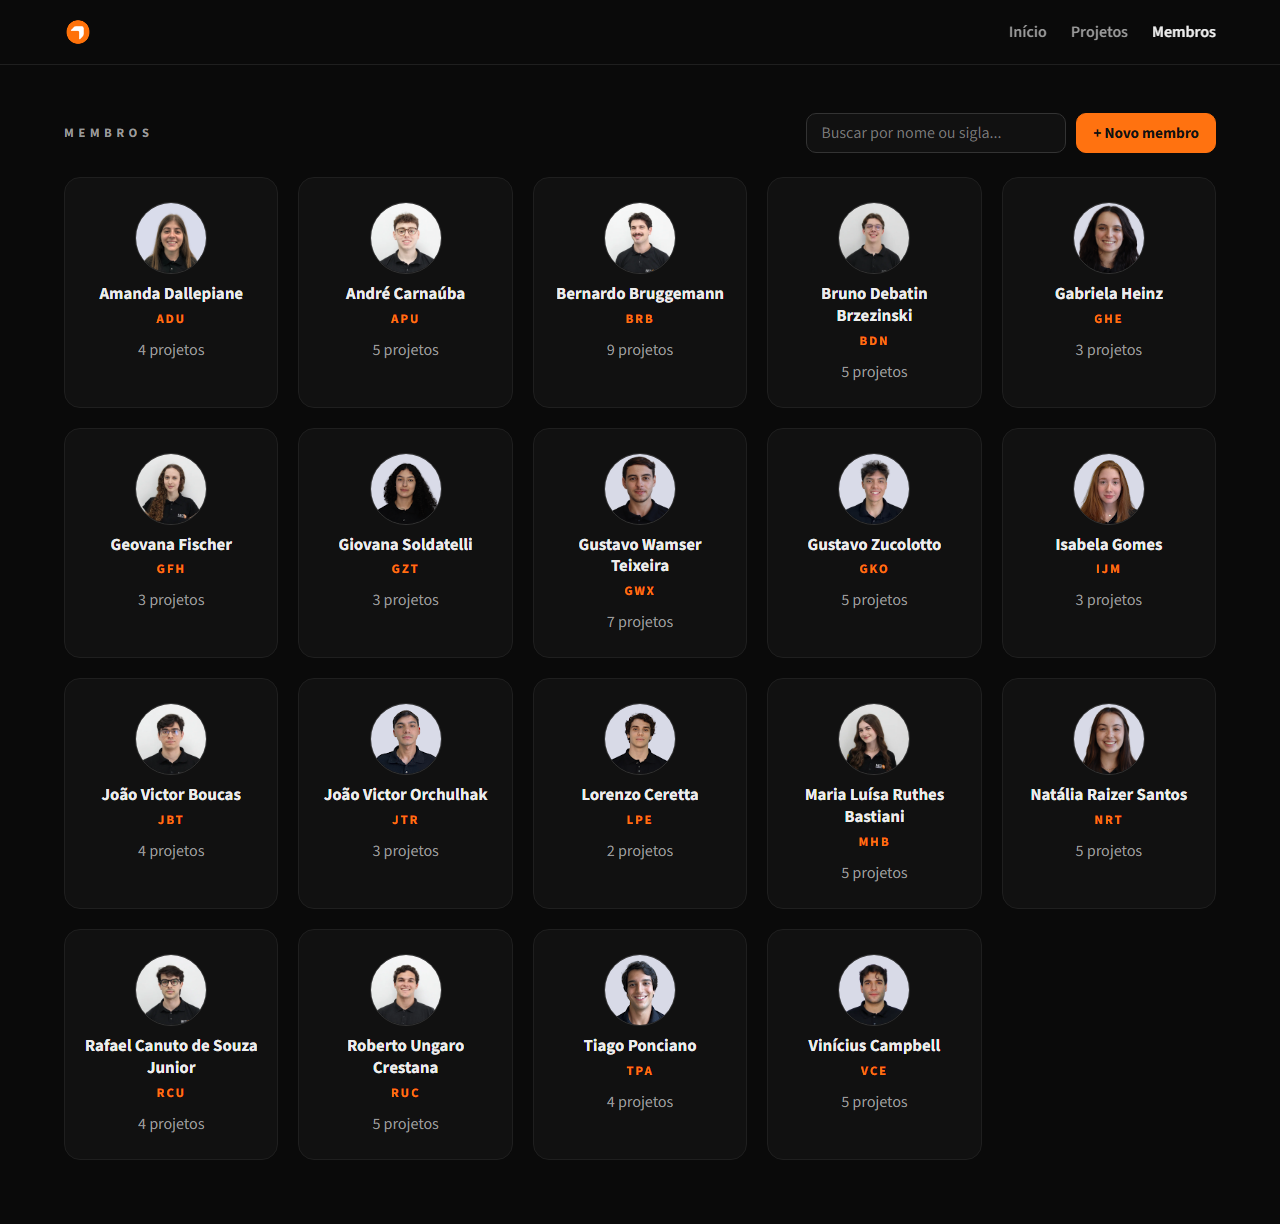 Início Projetos Membros
MEMBROS
Buscar por nome ou sigla...
+ Novo membro
Amanda Dallepiane
ADU
4 projetos
André Carnaúba
APU
5 projetos
Bernardo Bruggemann
BRB
9 projetos
Bruno Debatin
Brzezinski
BDN
5 projetos
Gabriela Heinz
GHE
3 projetos
Geovana Fischer
GFH
3 projetos
Giovana Soldatelli
GZT
3 projetos
Gustavo Wamser
Teixeira
GWX
7 projetos
Gustavo Zucolotto
GKO
5 projetos
Isabela Gomes
IJM
3 projetos
João Victor Boucas
JBT
4 projetos
João Victor Orchulhak
JTR
3 projetos
Lorenzo Ceretta
LPE
2 projetos
Maria Luísa Ruthes
Bastiani
MHB
5 projetos
Natália Raizer Santos
NRT
5 projetos
Rafael Canuto de Souza
Junior
RCU
4 projetos
Roberto Ungaro
Crestana
RUC
5 projetos
Tiago Ponciano
TPA
4 projetos
Vinícius Campbell
VCE
5 projetos